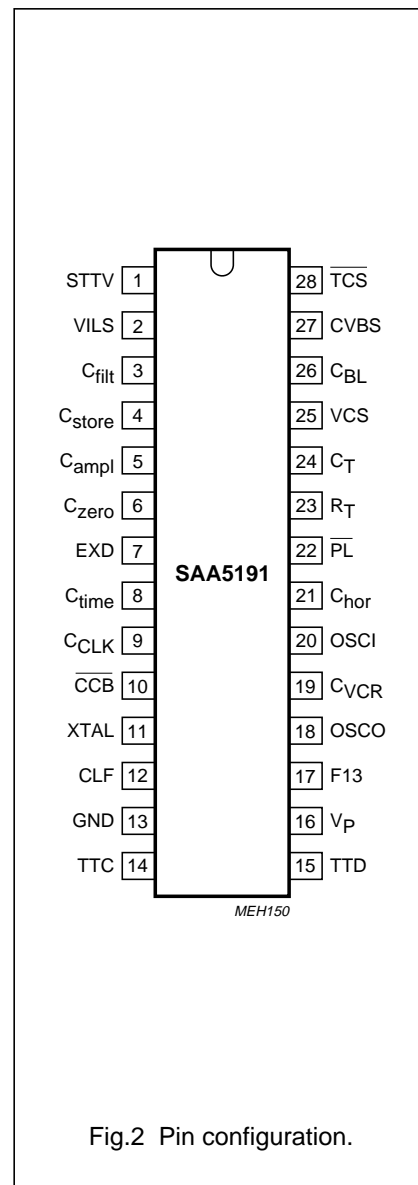 STTV 1 28 T̅C̅S̅
VILS 2 27 CVBS
Cfilt 3 26 CBL
Cstore 4 25 VCS
Campl 5 24 CT
Czero 6 23 RT
EXD 7 22 P̅L̅
SAA5191
Ctime 8 21 Chor
CCLK 9 20 OSCI
C̅C̅B̅ 10 19 CVCR
XTAL 11 18 OSCO
CLF 12 17 F13
GND 13 16 VP
TTC 14 15 TTD
MEH150
Fig.2 Pin configuration.